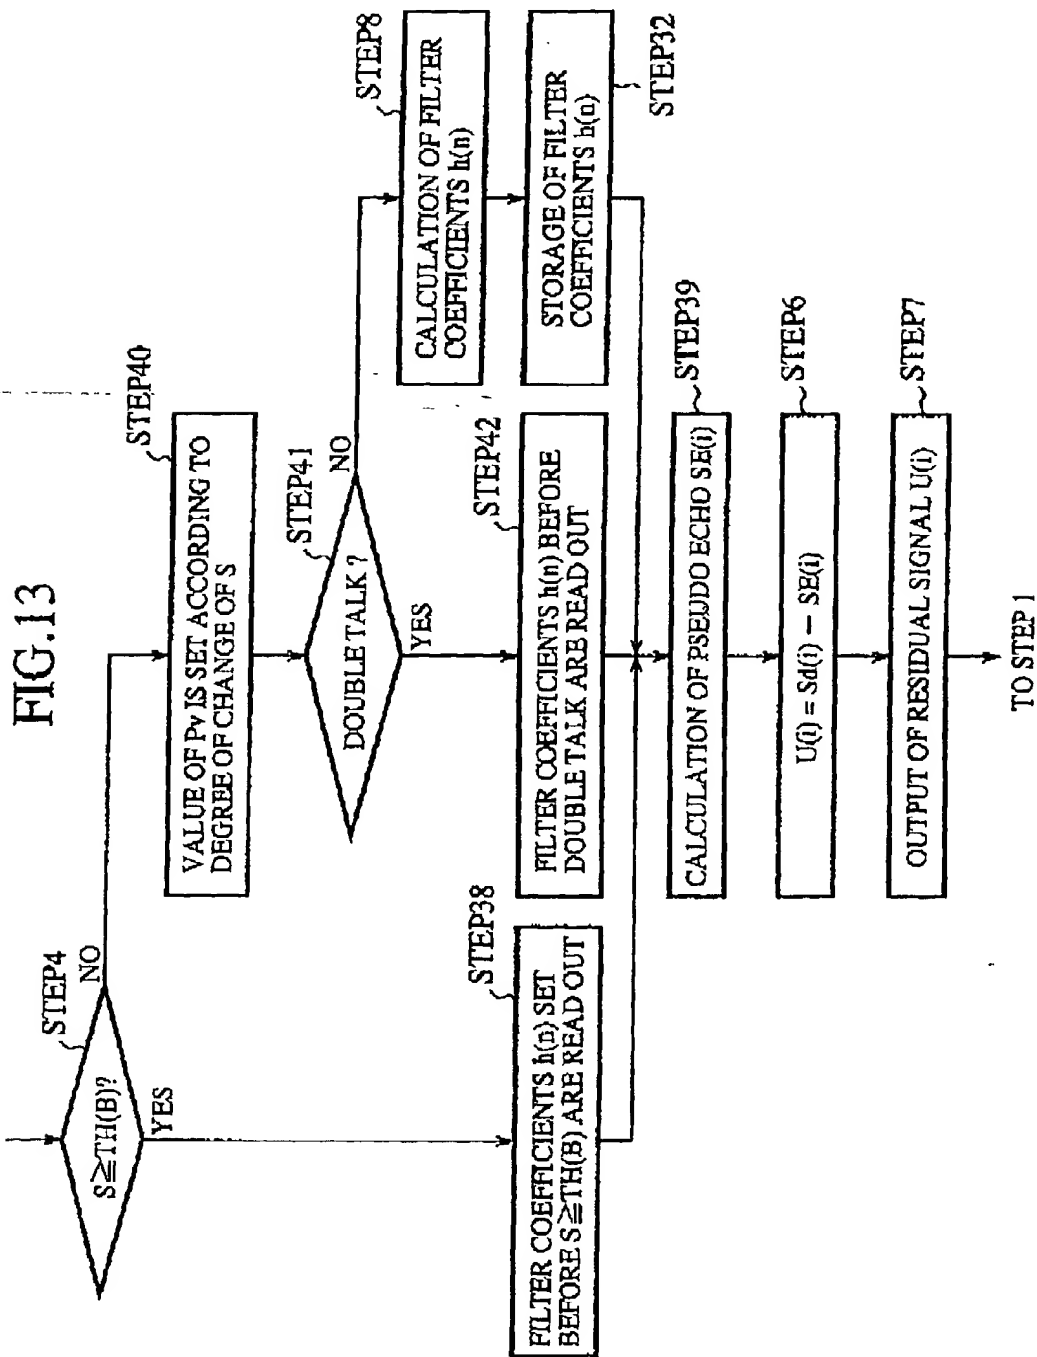 FIG.13
STEP4
S≧TH(B)?
NO
YES
STEP40
VALUE OF Pv IS SET ACCORDING TO
DEGREE OF CHANGE OF S
STEP41
DOUBLE TALK ?
NO
YES
STEP8
CALCULATION OF FILTER
COEFFICIENTS h(n)
STEP38
FILTER COEFFICIENTS h(n) SET
BEFORE S≧TH(B) ARE READ OUT
STEP42
FILTER COEFFICIENTS h(n) BEFORE
DOUBLE TALK ARE READ OUT
STORAGE OF FILTER
COEFFICIENTS h(n)
STEP32
STEP39
CALCULATION OF PSEUDO ECHO SE(i)
STEP6
U(i) = Sd(i) − SE(i)
STEP7
OUTPUT OF RESIDUAL SIGNAL U(i)
TO STEP 1